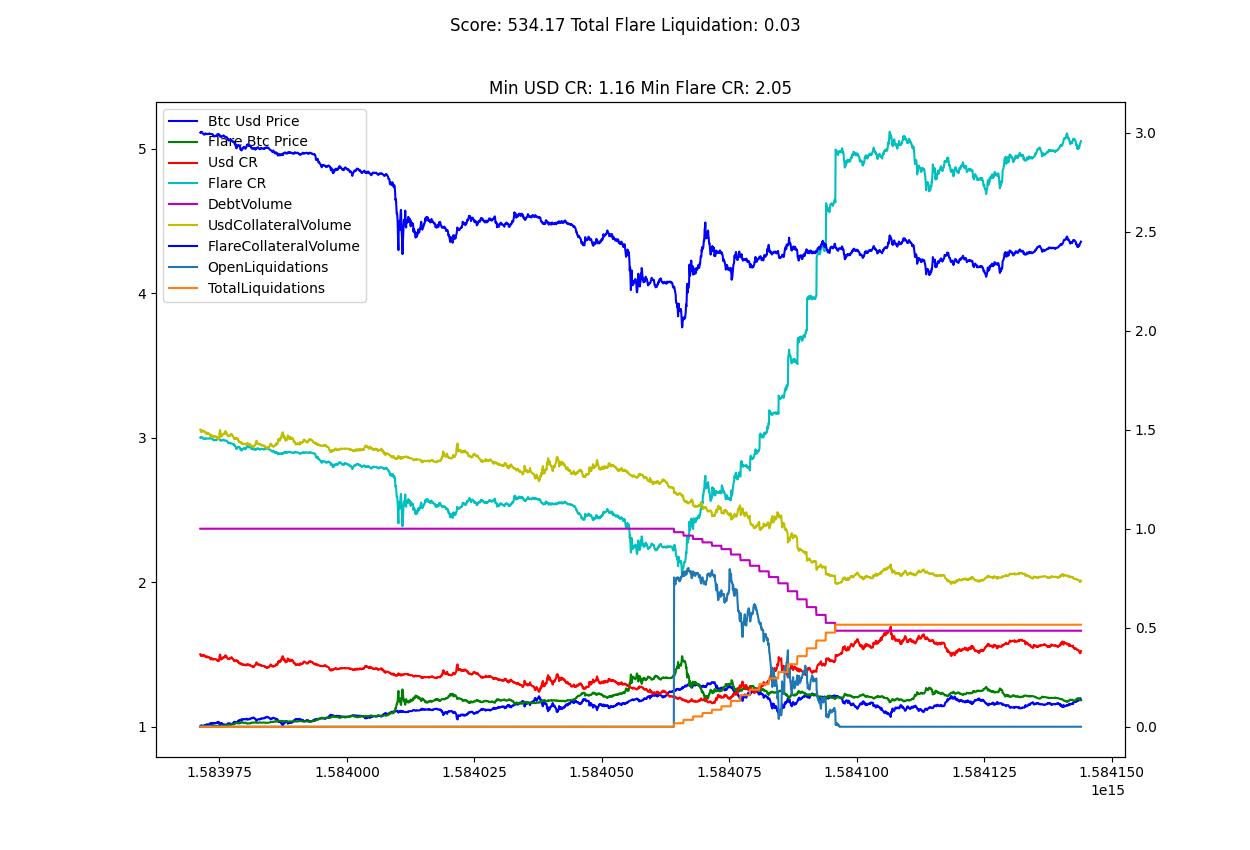 Score: 534.17 Total Flare Liquidation: 0.03
Min USD CR: 1.16 Min Flare CR: 2.05
Btc Usd Price
Flare Btc Price
Usd CR
Flare CR
DebtVolume
UsdCollateralVolume
FlareCollateralVolume
OpenLiquidations
TotalLiquidations
5
4
3
2
1
3.0
2.5
2.0
1.5
1.0
0.5
0.0
1.583975 1.584000 1.584025 1.584050 1.584075 1.584100 1.584125 1.584150
1e15